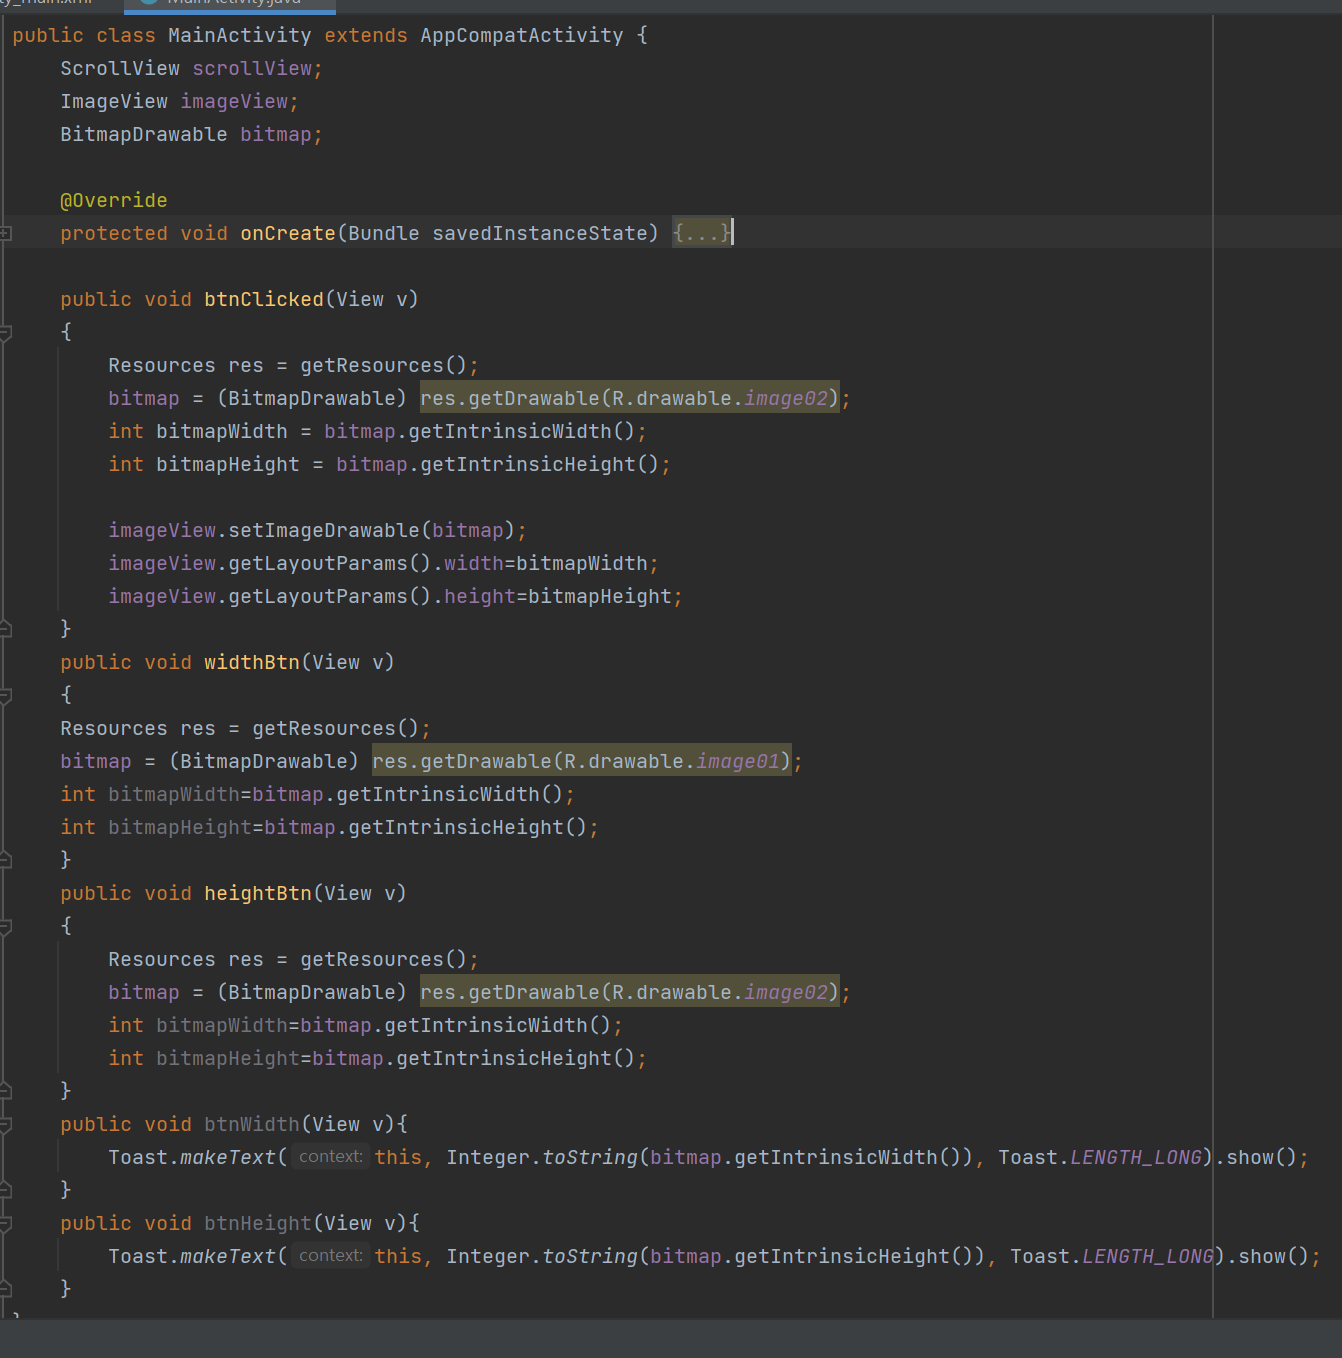 MainActivity.java
public class MainActivity extends AppCompatActivity {
    ScrollView scrollView;
    ImageView imageView;
    BitmapDrawable bitmap;

    @Override
    protected void onCreate(Bundle savedInstanceState) {...}

    public void btnClicked(View v)
    {
        Resources res = getResources();
        bitmap = (BitmapDrawable) res.getDrawable(R.drawable.image02);
        int bitmapWidth = bitmap.getIntrinsicWidth();
        int bitmapHeight = bitmap.getIntrinsicHeight();

        imageView.setImageDrawable(bitmap);
        imageView.getLayoutParams().width=bitmapWidth;
        imageView.getLayoutParams().height=bitmapHeight;
    }
    public void widthBtn(View v)
    {
    Resources res = getResources();
    bitmap = (BitmapDrawable) res.getDrawable(R.drawable.image01);
    int bitmapWidth=bitmap.getIntrinsicWidth();
    int bitmapHeight=bitmap.getIntrinsicHeight();
    }
    public void heightBtn(View v)
    {
        Resources res = getResources();
        bitmap = (BitmapDrawable) res.getDrawable(R.drawable.image02);
        int bitmapWidth=bitmap.getIntrinsicWidth();
        int bitmapHeight=bitmap.getIntrinsicHeight();
    }
    public void btnWidth(View v){
        Toast.makeText( context: this, Integer.toString(bitmap.getIntrinsicWidth()), Toast.LENGTH_LONG).show();
    }
    public void btnHeight(View v){
        Toast.makeText( context: this, Integer.toString(bitmap.getIntrinsicHeight()), Toast.LENGTH_LONG).show();
    }